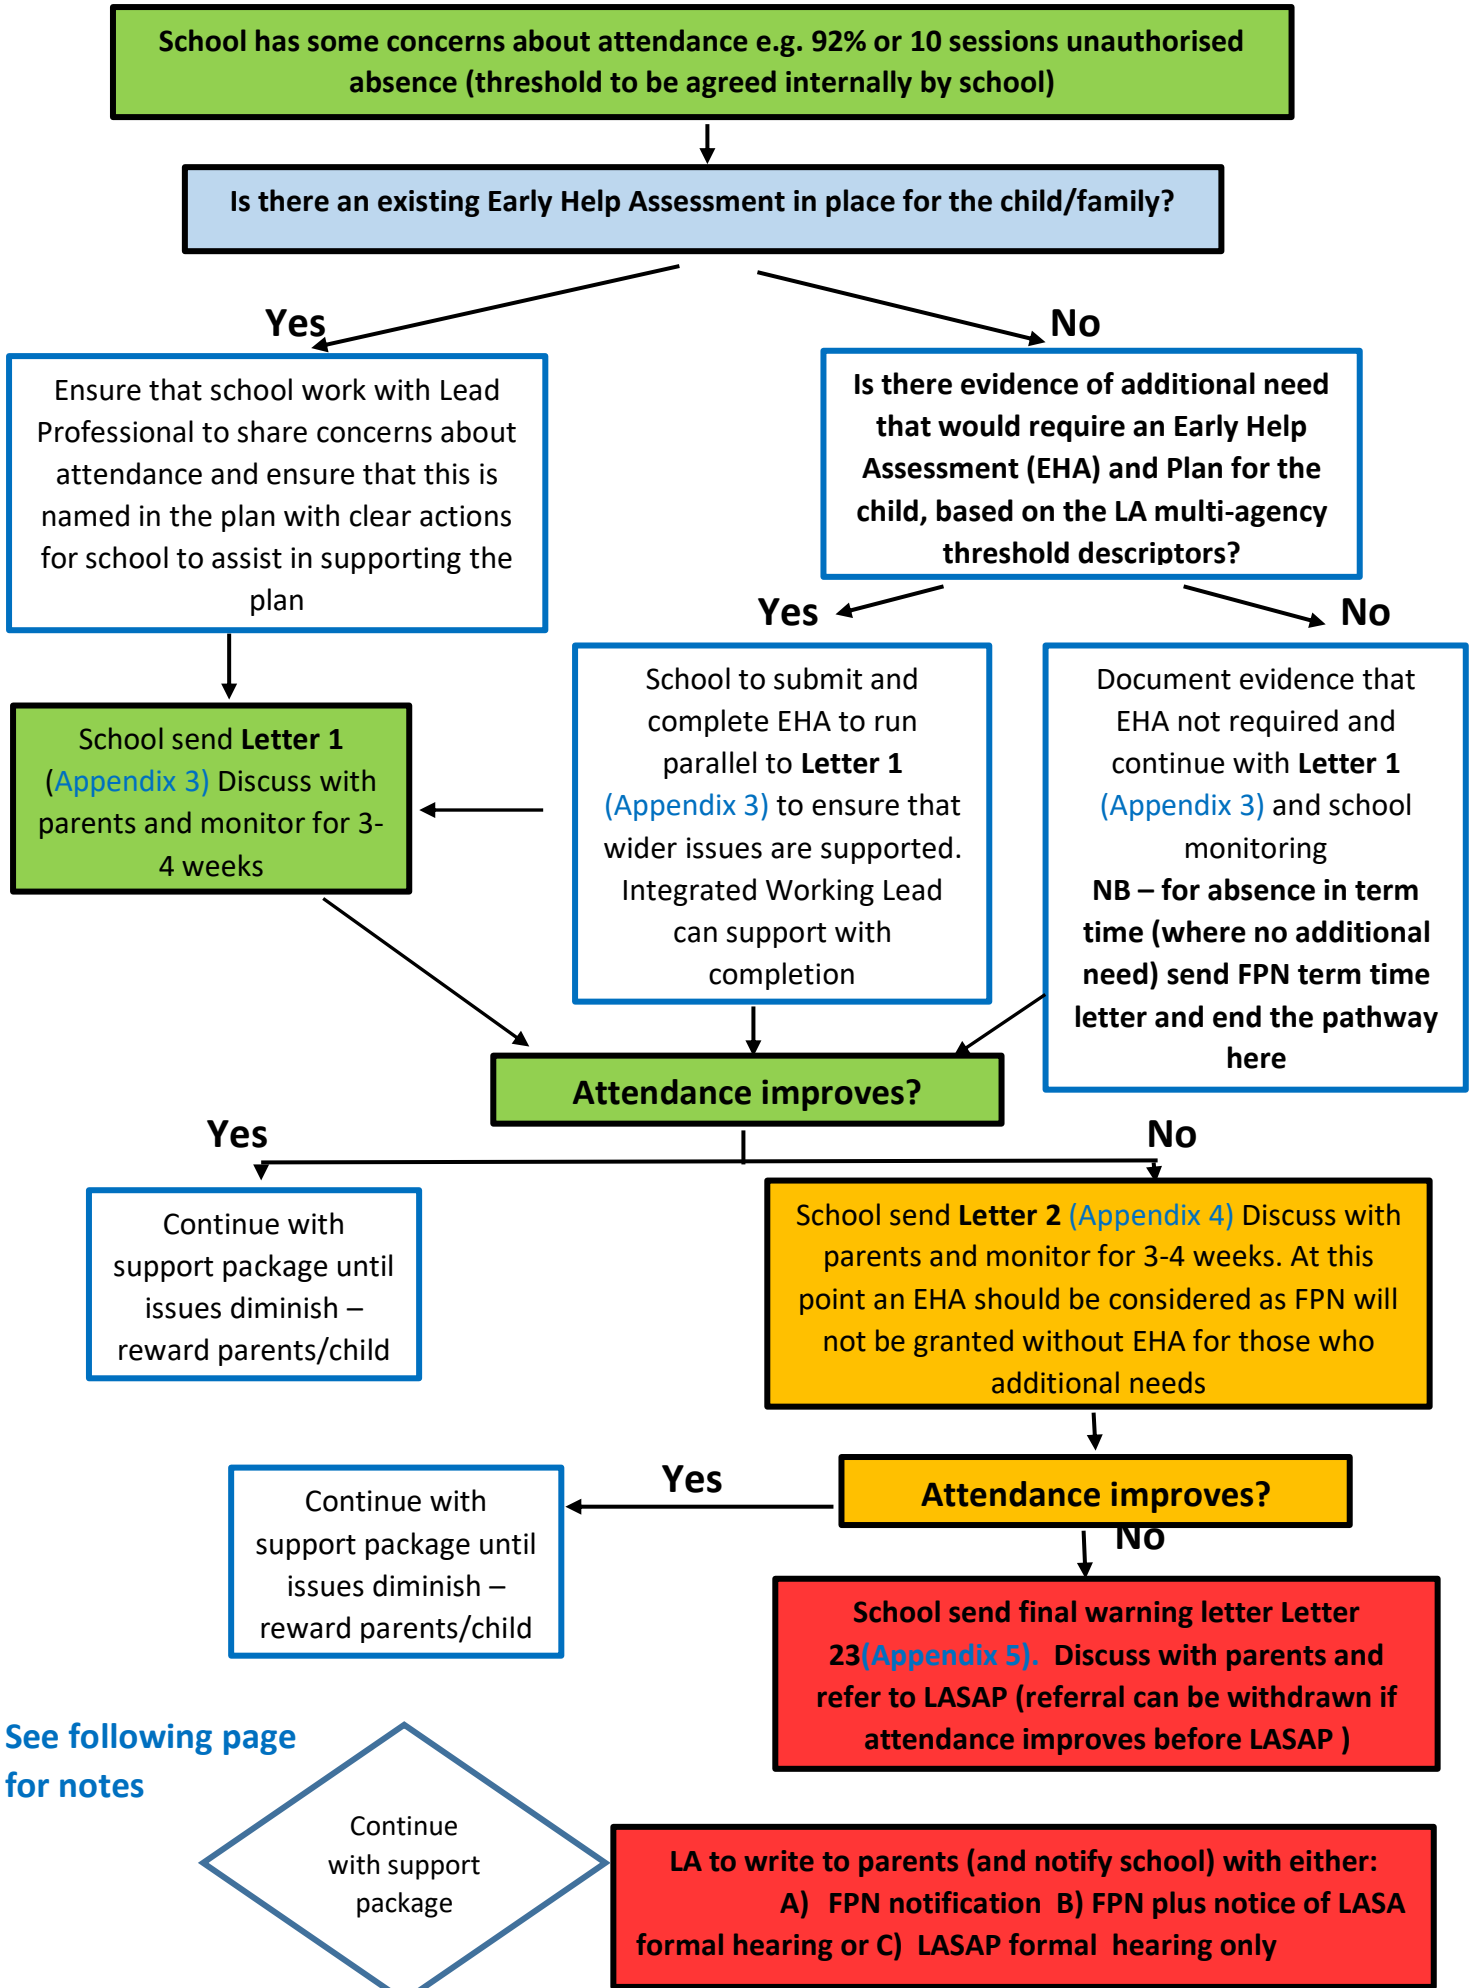 School has some concerns about attendance e.g. 92% or 10 sessions unauthorised
absence (threshold to be agreed internally by school)
Is there an existing Early Help Assessment in place for the child/family?
Yes
No
Ensure that school work with Lead
Professional to share concerns about
attendance and ensure that this is
named in the plan with clear actions
for school to assist in supporting the
plan
Is there evidence of additional need
that would require an Early Help
Assessment (EHA) and Plan for the
child, based on the LA multi-agency
threshold descriptors?
Yes
No
School send Letter 1
(Appendix 3) Discuss with
parents and monitor for 3-
4 weeks
School to submit and
complete EHA to run
parallel to Letter 1
(Appendix 3) to ensure that
wider issues are supported.
Integrated Working Lead
can support with
completion
Document evidence that
EHA not required and
continue with Letter 1
(Appendix 3) and school
monitoring
NB – for absence in term
time (where no additional
need) send FPN term time
letter and end the pathway
here
Attendance improves?
Yes
No
Continue with
support package until
issues diminish –
reward parents/child
School send Letter 2 (Appendix 4) Discuss with
parents and monitor for 3-4 weeks. At this
point an EHA should be considered as FPN will
not be granted without EHA for those who
additional needs
Attendance improves?
Yes
No
Continue with
support package until
issues diminish –
reward parents/child
School send final warning letter Letter
23(Appendix 5). Discuss with parents and
refer to LASAP (referral can be withdrawn if
attendance improves before LASAP )
See following page
for notes
Continue
with support
package
LA to write to parents (and notify school) with either:
A) FPN notification B) FPN plus notice of LASA
formal hearing or C) LASAP formal hearing only